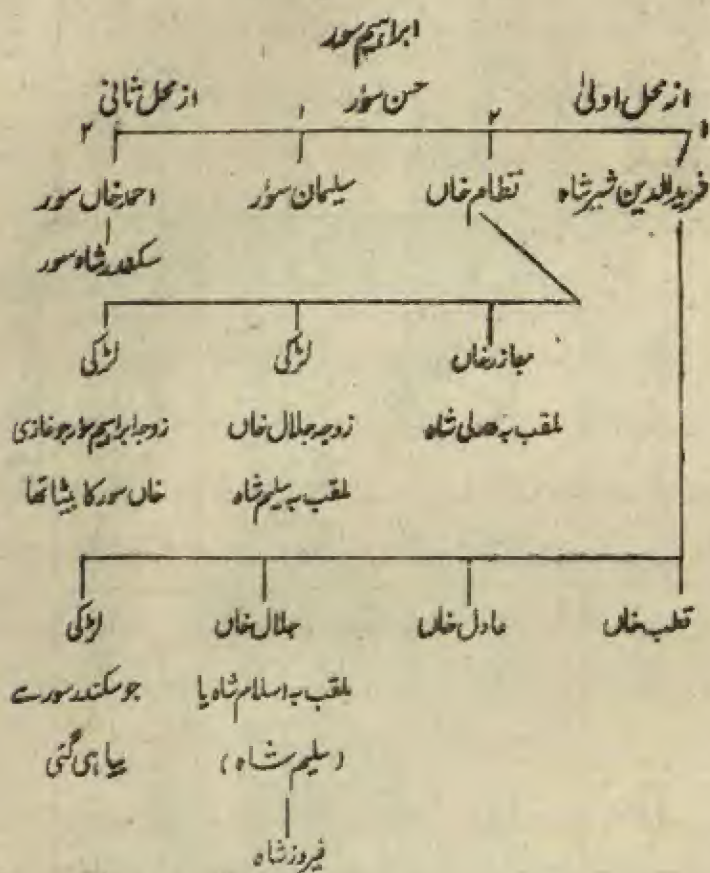 ابراہیم سور
از محل اولیٰ حسن سوُر از محل ثانی
۱ ۲ ۱ ۲
فریدالدین شیر شاہ نظام خاں سلیمان سوُر احمد خاں سور
سکندر شاہ سور
مبازر خاں لڑکی لڑکی
ملقب بہ عدلی شاہ زوجہ جلال خاں زوجہ ابراہیم سور جو غازی
ملقب بہ سلیم شاہ خاں سور کا بیٹا تھا
قطب خاں عادل خاں جلال خاں لڑکی
ملقب بہ اسلام شاہ یا جو سکندر سور سے
(سلیم شاہ) بیاہی گئی
فیروز شاہ